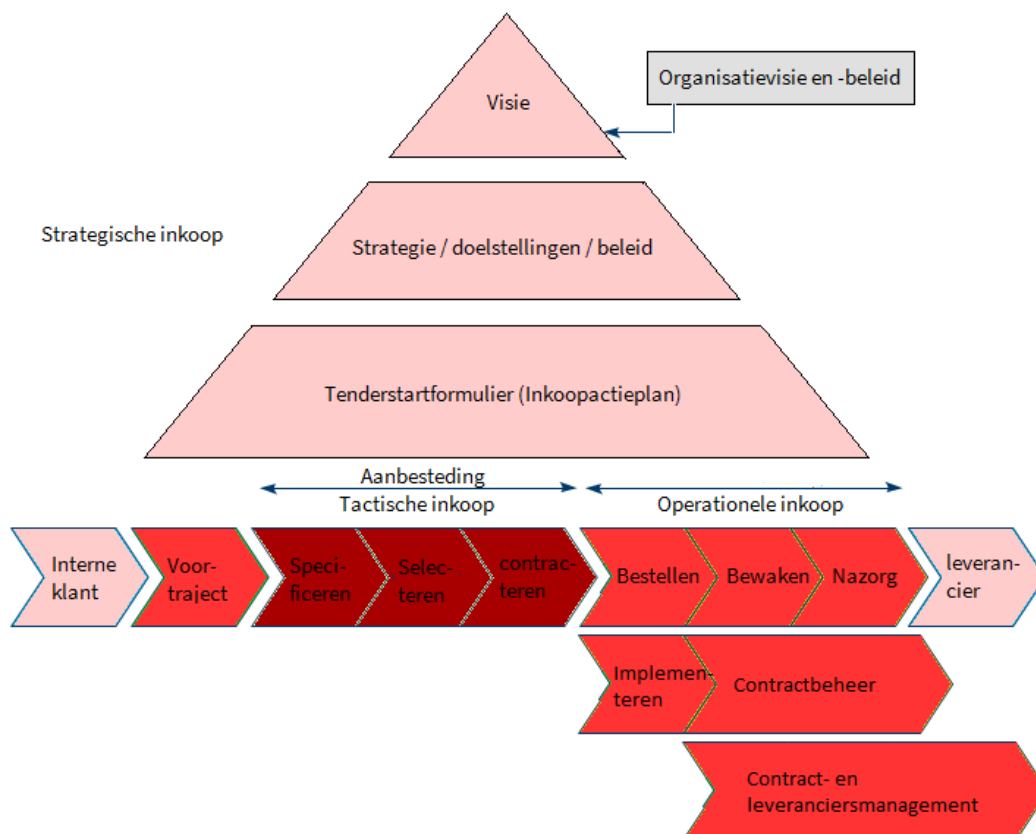 Organisatievisie en -beleid
Visie
Strategische inkoop
Strategie / doelstellingen / beleid
Tenderstartformulier (Inkoopactieplan)
Aanbesteding
Tactische inkoop
Operationele inkoop
Interne
klant
Voor-
traject
Speci-
ficeren
Selec-
teren
contrac-
teren
Bestellen
Bewaken
Nazorg
leveran-
cier
Implemen-
teren
Contractbeheer
Contract- en
leveranciersmanagement